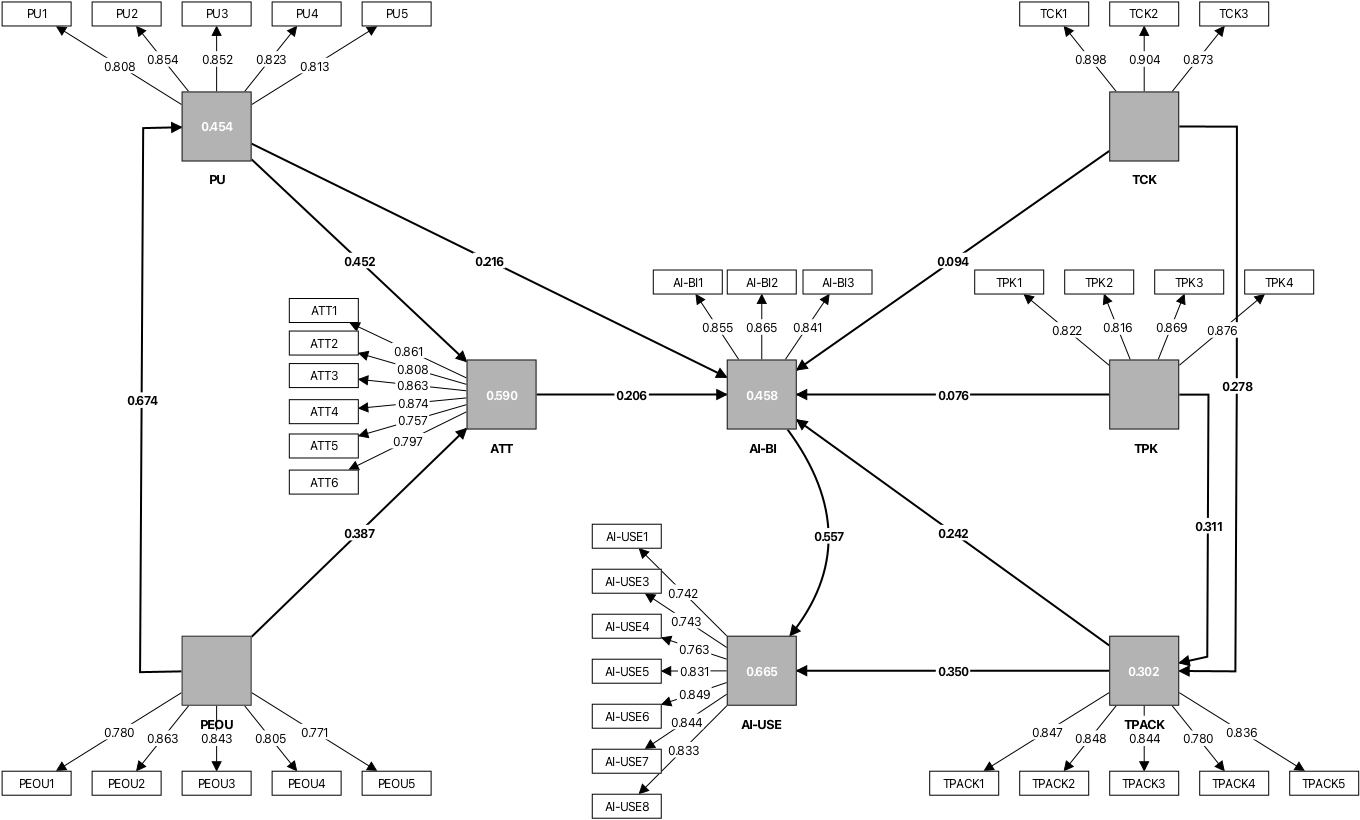 PU1 PU2 PU3 PU4 PU5
0.808 0.854 0.852 0.823 0.813
0.454
PU
TCK1 TCK2 TCK3
0.898 0.904 0.873
TCK
0.452
0.216
0.094
0.674
0.278
AI-BI1 AI-BI2 AI-BI3
0.855 0.865 0.841
0.458
AI-BI
TPK1 TPK2 TPK3 TPK4
0.822 0.816 0.869 0.876
TPK
ATT1
ATT2
ATT3
ATT4
ATT5
ATT6
0.861
0.808
0.863
0.874
0.757
0.797
0.590
ATT
0.206
0.076
0.387
0.557
0.242
0.311
AI-USE1
AI-USE3
AI-USE4
AI-USE5
AI-USE6
AI-USE7
AI-USE8
0.742
0.743
0.763
0.831
0.849
0.844
0.833
0.665
AI-USE
0.350
0.302
TPACK
0.847 0.848 0.844 0.780 0.836
TPACK1 TPACK2 TPACK3 TPACK4 TPACK5
PEOU
0.780 0.863 0.843 0.805 0.771
PEOU1 PEOU2 PEOU3 PEOU4 PEOU5